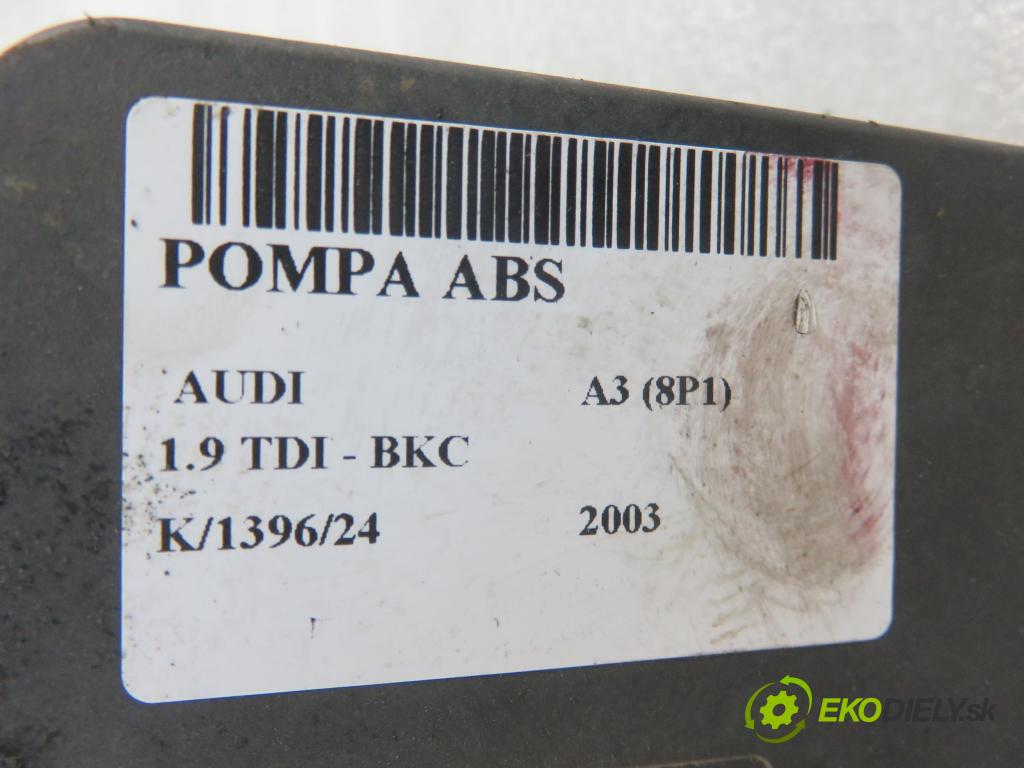 POMPA ABS
AUDI A3 (8P1)
1.9 TDI - BKC
K/1396/24 2003
EKODIELY.sk